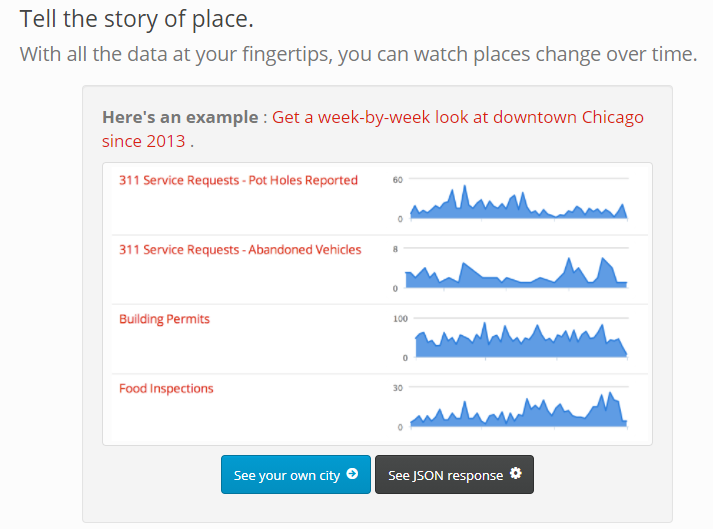 Tell the story of place.
With all the data at your fingertips, you can watch places change over time.
Here's an example : Get a week-by-week look at downtown Chicago
since 2013 .
311 Service Requests - Pot Holes Reported
60
0
311 Service Requests - Abandoned Vehicles
8
0
Building Permits
100
0
Food Inspections
30
0
See your own city
See JSON response